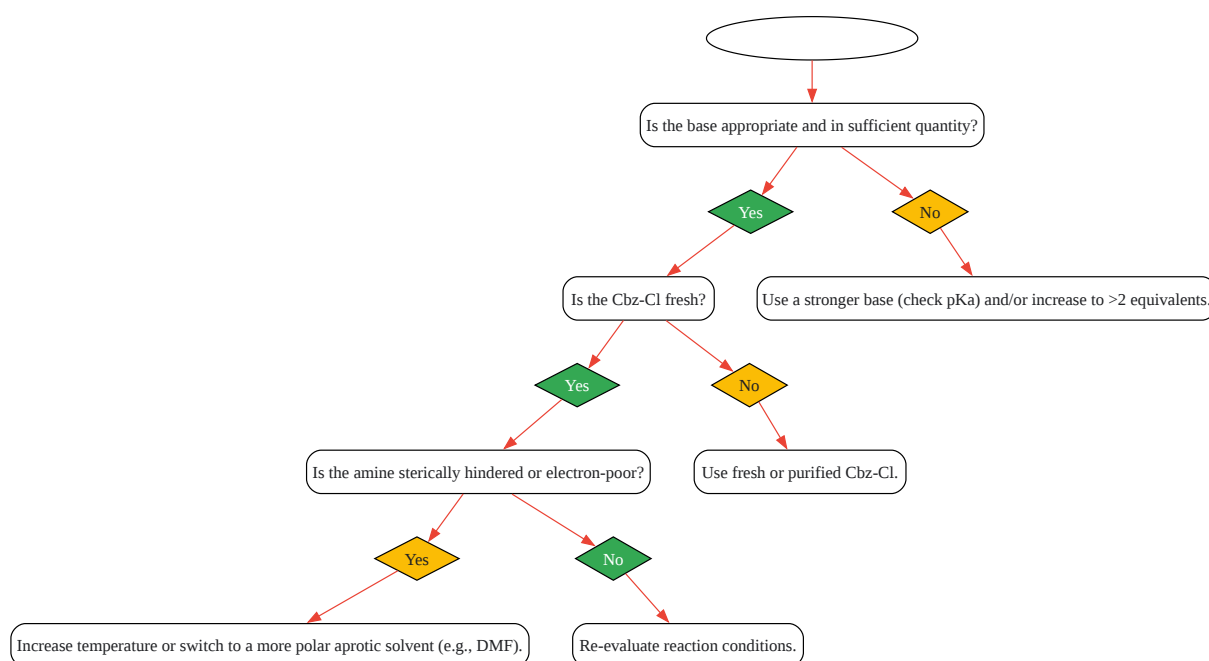 Is the base appropriate and in sufficient quantity?
Yes
No
Is the Cbz-Cl fresh?
Use a stronger base (check pKa) and/or increase to >2 equivalents.
Yes
No
Is the amine sterically hindered or electron-poor?
Use fresh or purified Cbz-Cl.
Yes
No
Increase temperature or switch to a more polar aprotic solvent (e.g., DMF).
Re-evaluate reaction conditions.